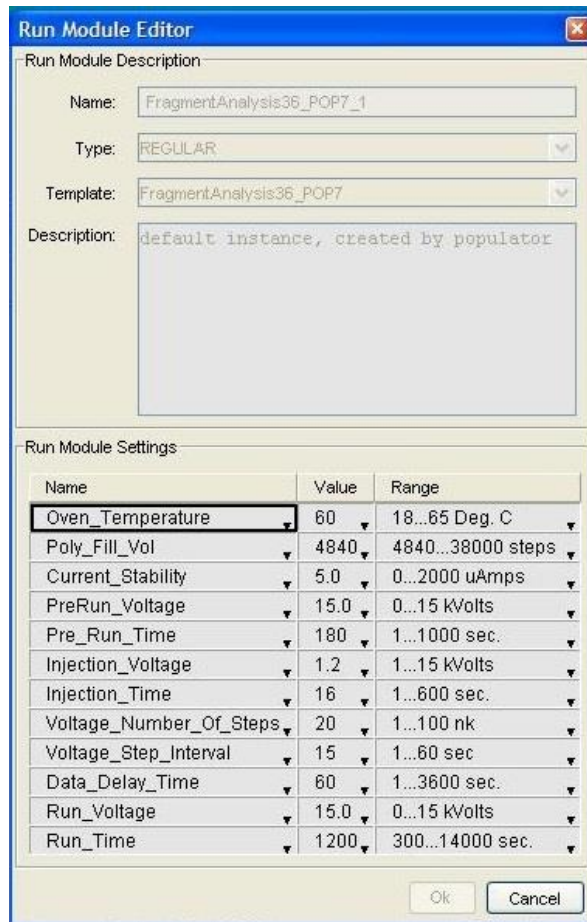 Run Module Editor
Run Module Description
Name: FragmentAnalysis36_POP7_1
Type: REGULAR
Template: FragmentAnalysis36_POP7
Description: default instance, created by populator
Run Module Settings
Name Value Range
Oven_Temperature 60 18...65 Deg. C
Poly_Fill_Vol 4840 4840...38000 steps
Current_Stability 5.0 0...2000 uAmps
PreRun_Voltage 15.0 0...15 kVolts
Pre_Run_Time 180 1...1000 sec.
Injection_Voltage 1.2 1...15 kVolts
Injection_Time 16 1...600 sec.
Voltage_Number_Of_Steps 20 1...100 nk
Voltage_Step_Interval 15 1...60 sec
Data_Delay_Time 60 1...3600 sec.
Run_Voltage 15.0 0...15 kVolts
Run_Time 1200 300...14000 sec.
Ok Cancel